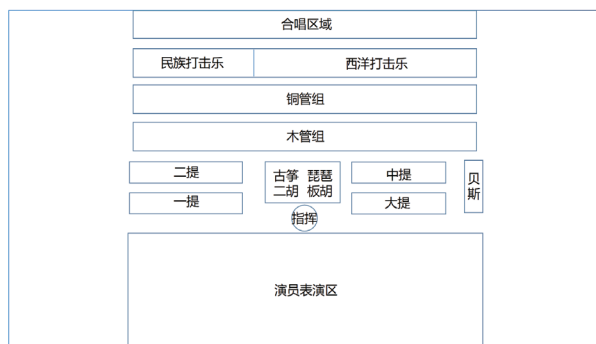 合唱区域
民族打击乐 西洋打击乐
铜管组
木管组
二提
古筝 琵琶
二胡 板胡
中提
贝斯
一提
大提
指挥
演员表演区